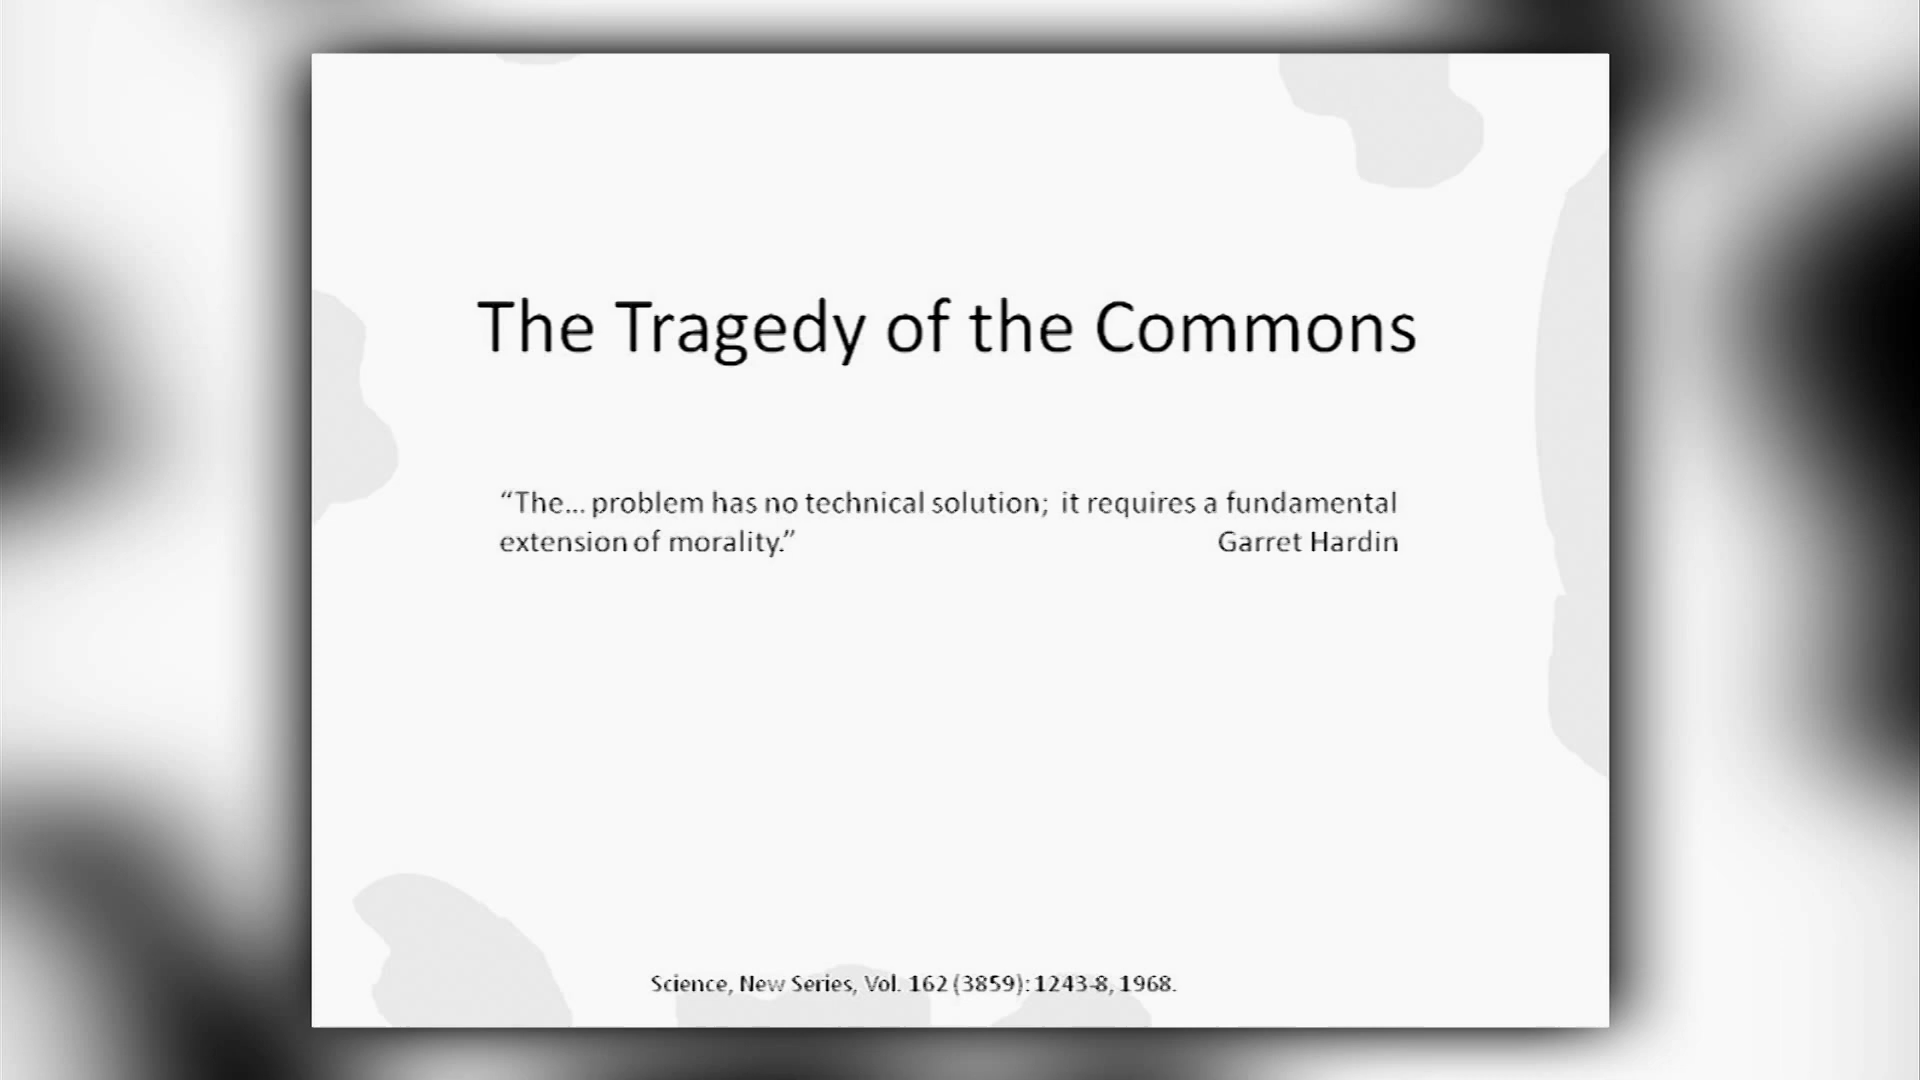 The Tragedy of the Commons
“The... problem has no technical solution; it requires a fundamental
extension of morality.” Garret Hardin
Science, New Series, Vol. 162 (3859): 1243-8, 1968.